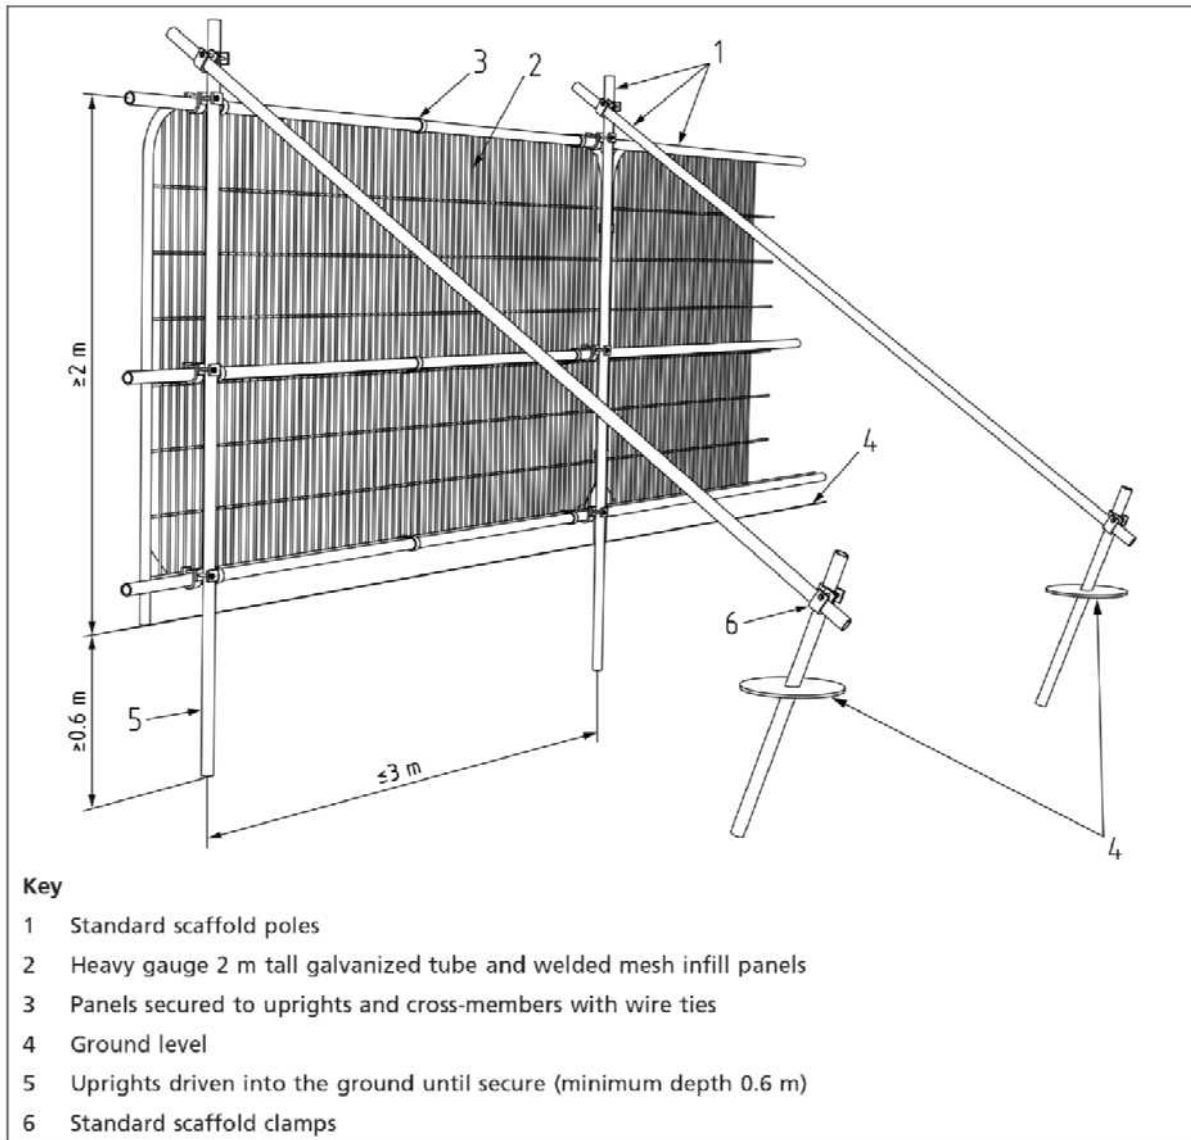 1
3
2
≥2 m
4
6
5
≥0.6 m
≤3 m
4
Key
1 Standard scaffold poles
2 Heavy gauge 2 m tall galvanized tube and welded mesh infill panels
3 Panels secured to uprights and cross-members with wire ties
4 Ground level
5 Uprights driven into the ground until secure (minimum depth 0.6 m)
6 Standard scaffold clamps